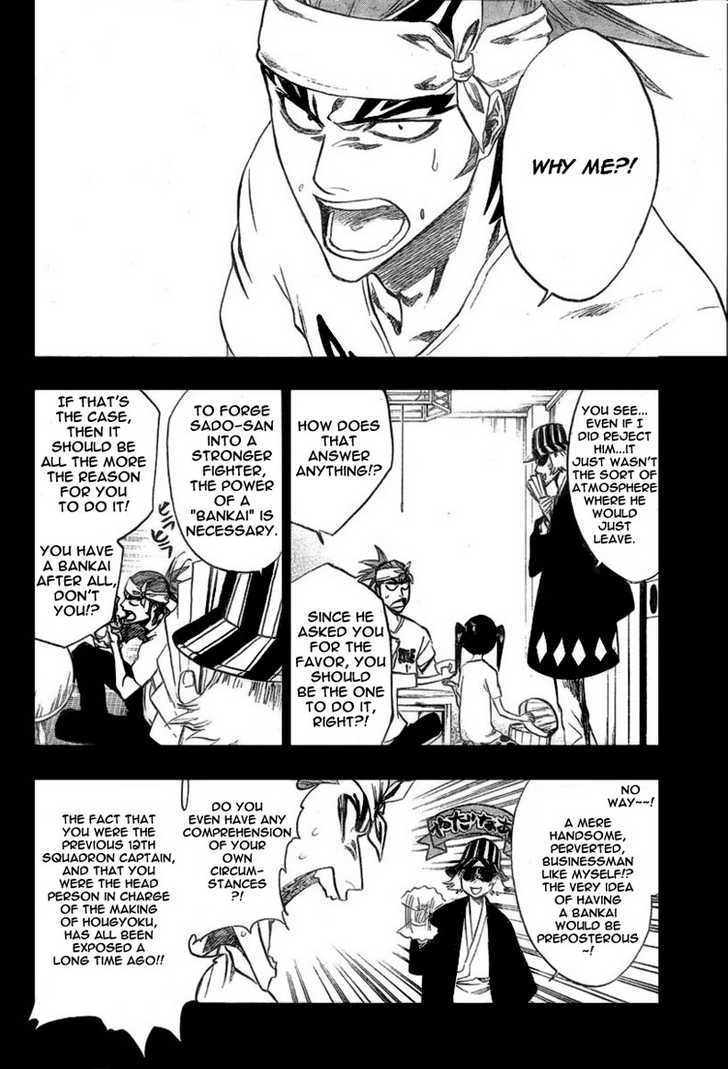 WHY ME?!
YOU SEE...
EVEN IF I
DID REJECT
HIM...IT
JUST WASN'T
THE SORT OF
ATMOSPHERE
WHERE HE
WOULD
JUST
LEAVE.
HOW DOES
THAT
ANSWER
ANYTHING!?
SINCE HE
ASKED YOU
FOR THE
FAVOR, YOU
SHOULD
BE THE ONE
TO DO IT,
RIGHT?!
TO FORGE
SADO-SAN
INTO A
STRONGER
FIGHTER,
THE POWER
OF A
"BANKAI" IS
NECESSARY.
IF THAT'S
THE CASE,
THEN IT
SHOULD BE
ALL THE MORE
THE REASON
FOR YOU
TO DO IT!
YOU HAVE
A BANKAI
AFTER ALL,
DON'T
YOU!?
NO
WAY~~!
A MERE
HANDSOME,
PERVERTED,
BUSINESSMAN
LIKE MYSELF!?
THE VERY IDEA
OF HAVING
A BANKAI
WOULD BE
PREPOSTEROUS
~!
やだなぁ
DO YOU
EVEN HAVE ANY
COMPREHENSION
OF YOUR
OWN
CIRCUM-
STANCES
?!
THE FACT THAT
YOU WERE THE
PREVIOUS 12TH
SQUADRON CAPTAIN,
AND THAT YOU
WERE THE HEAD
PERSON IN CHARGE
OF THE MAKING
OF HOUGYOKU,
HAS ALL BEEN
EXPOSED A
LONG TIME AGO!!